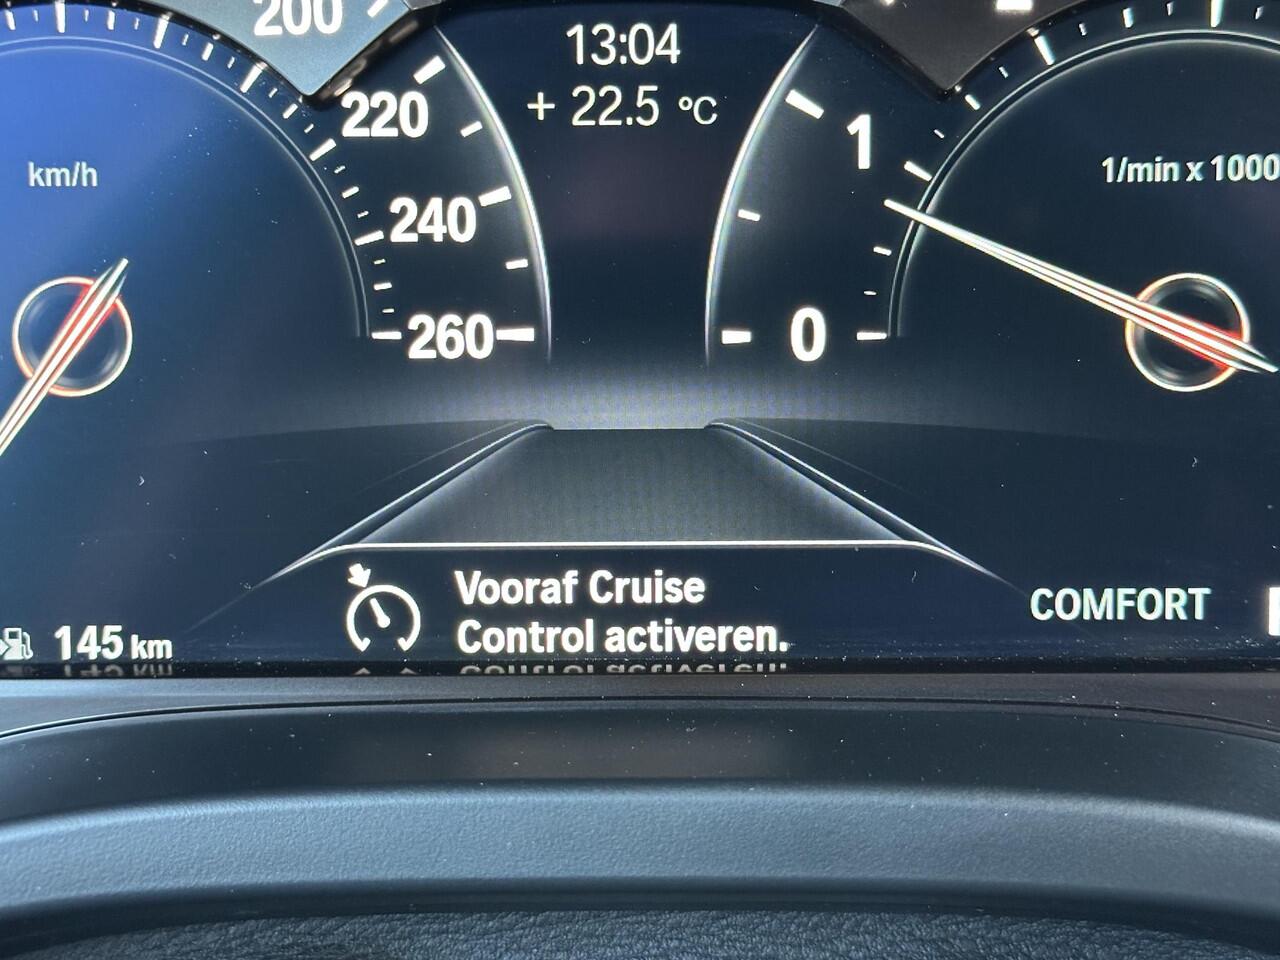 200
13:04
220
+ 22.5 °C
1
km/h
1/min x 1000
240
260
0
Vooraf Cruise
Control activeren.
COMFORT
145 km